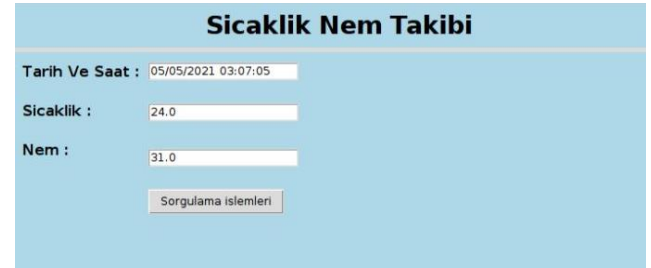 Sicaklik Nem Takibi
Tarih Ve Saat : 05/05/2021 03:07:05
Sicaklik : 24.0
Nem : 31.0
Sorgulama islemleri